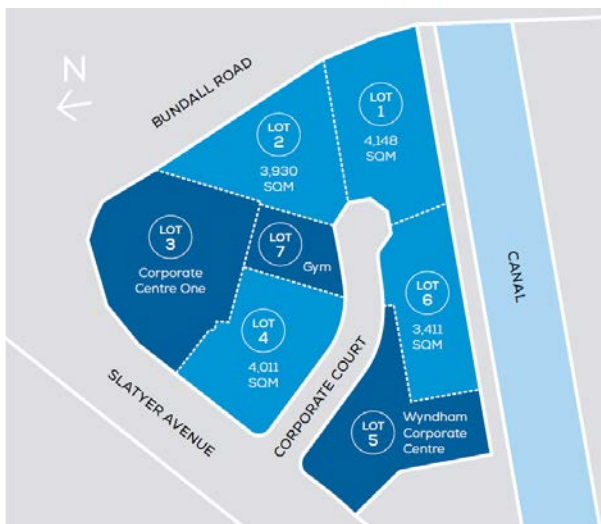 N
BUNDALL ROAD
LOT
1
4,148
SQM
LOT
2
3,930
SQM
LOT
3
Corporate
Centre One
LOT
7
Gym
LOT
6
3,411
SQM
CANAL
LOT
4
4,011
SQM
SLATYER AVENUE
CORPORATE COURT
LOT
5
Wyndham
Corporate
Centre